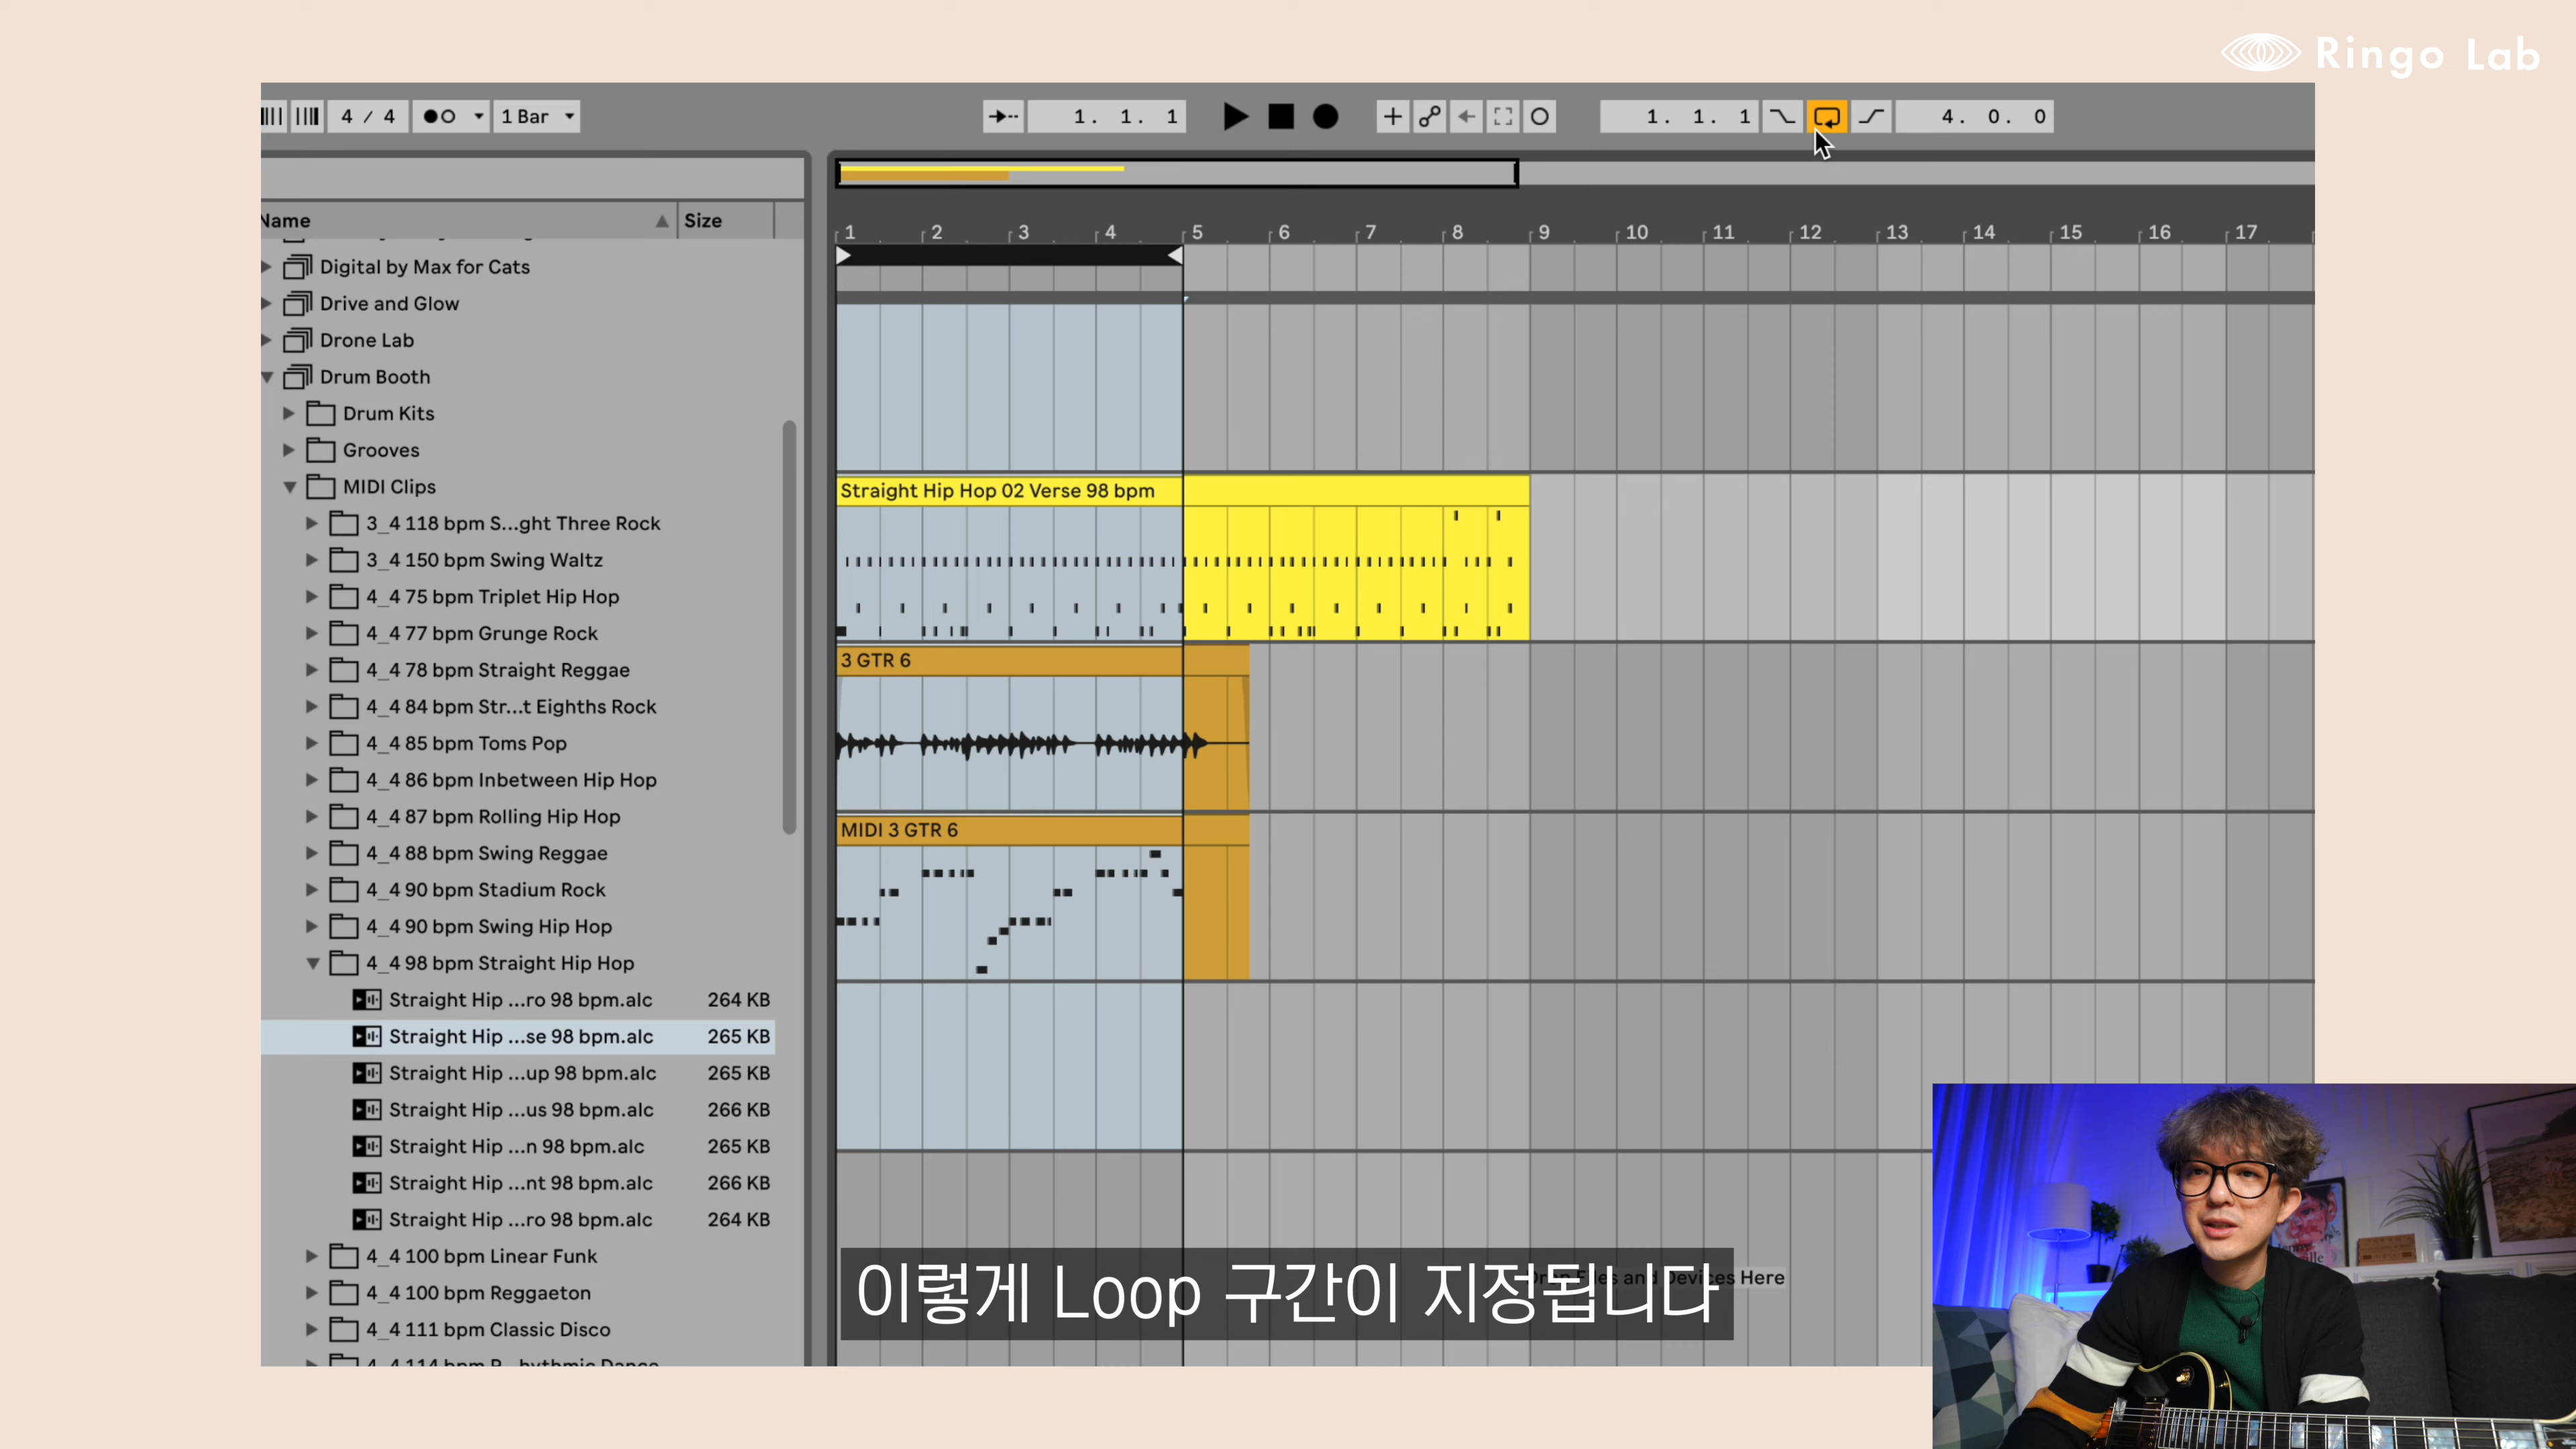 Ringo Lab
4 / 4
1 Bar
1. 1. 1
1. 1. 1
4. 0. 0
Name
Size
1 2 3 4 5 6 7 8 9 10 11 12 13 14 15 16 17
Digital by Max for Cats
Drive and Glow
Drone Lab
Drum Booth
Drum Kits
Grooves
MIDI Clips
3_4 118 bpm S...ght Three Rock
3_4 150 bpm Swing Waltz
4_4 75 bpm Triplet Hip Hop
4_4 77 bpm Grunge Rock
4_4 78 bpm Straight Reggae
4_4 84 bpm Str...t Eighths Rock
4_4 85 bpm Toms Pop
4_4 86 bpm Inbetween Hip Hop
4_4 87 bpm Rolling Hip Hop
4_4 88 bpm Swing Reggae
4_4 90 bpm Stadium Rock
4_4 90 bpm Swing Hip Hop
4_4 98 bpm Straight Hip Hop
Straight Hip ...ro 98 bpm.alc 264 KB
Straight Hip ...se 98 bpm.alc 265 KB
Straight Hip ...up 98 bpm.alc 265 KB
Straight Hip ...us 98 bpm.alc 266 KB
Straight Hip ...n 98 bpm.alc 265 KB
Straight Hip ...nt 98 bpm.alc 266 KB
Straight Hip ...ro 98 bpm.alc 264 KB
4_4 100 bpm Linear Funk
4_4 100 bpm Reggaeton
4_4 111 bpm Classic Disco
Straight Hip Hop 02 Verse 98 bpm
3 GTR 6
MIDI 3 GTR 6
Drop Files and Devices Here
이렇게 Loop 구간이 지정됩니다